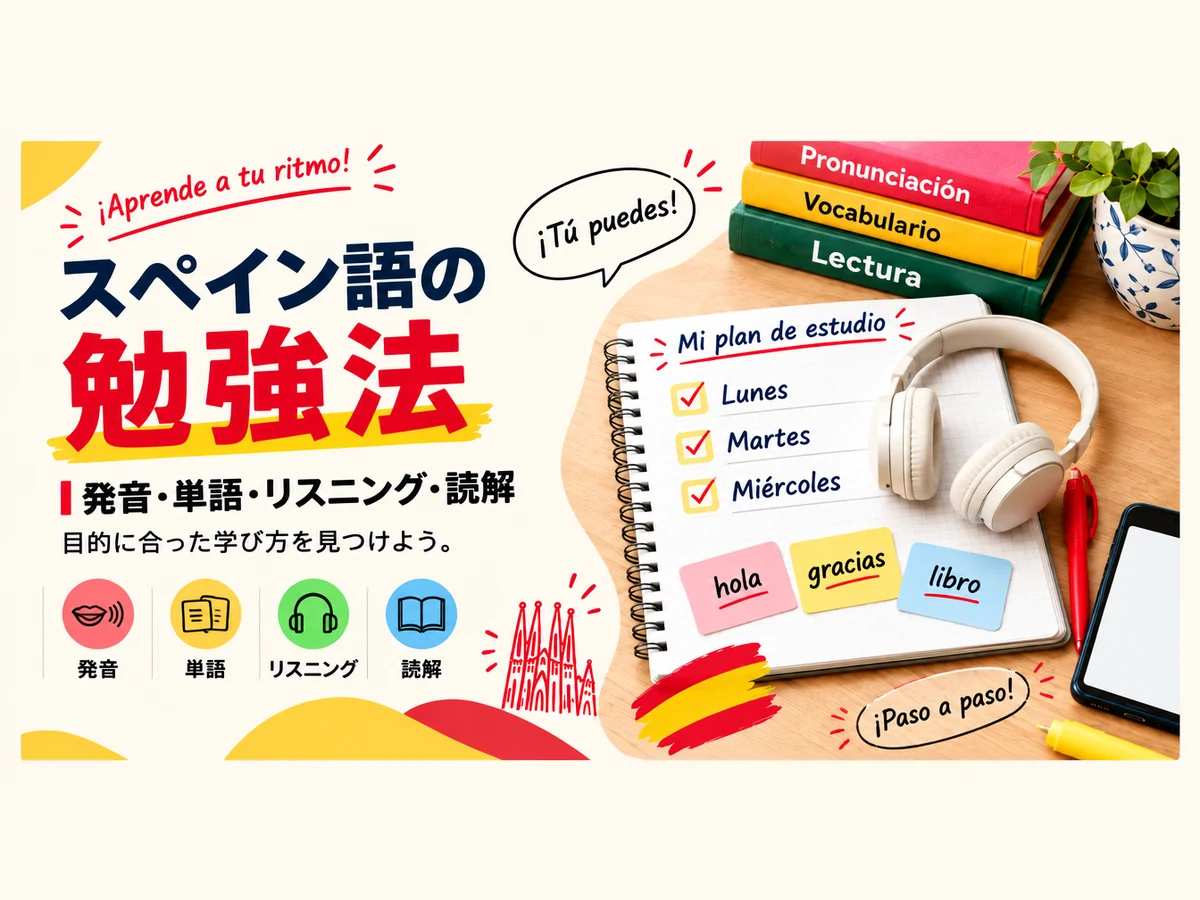 ¡Aprende a tu ritmo!
スペイン語の
勉強法
発音・単語・リスニング・読解
目的に合った学び方を見つけよう。
発音
単語
リスニング
読解
¡Tú puedes!
Pronunciación
Vocabulario
Lectura
Mi plan de estudio
Lunes
Martes
Miércoles
hola
gracias
libro
¡Paso a paso!